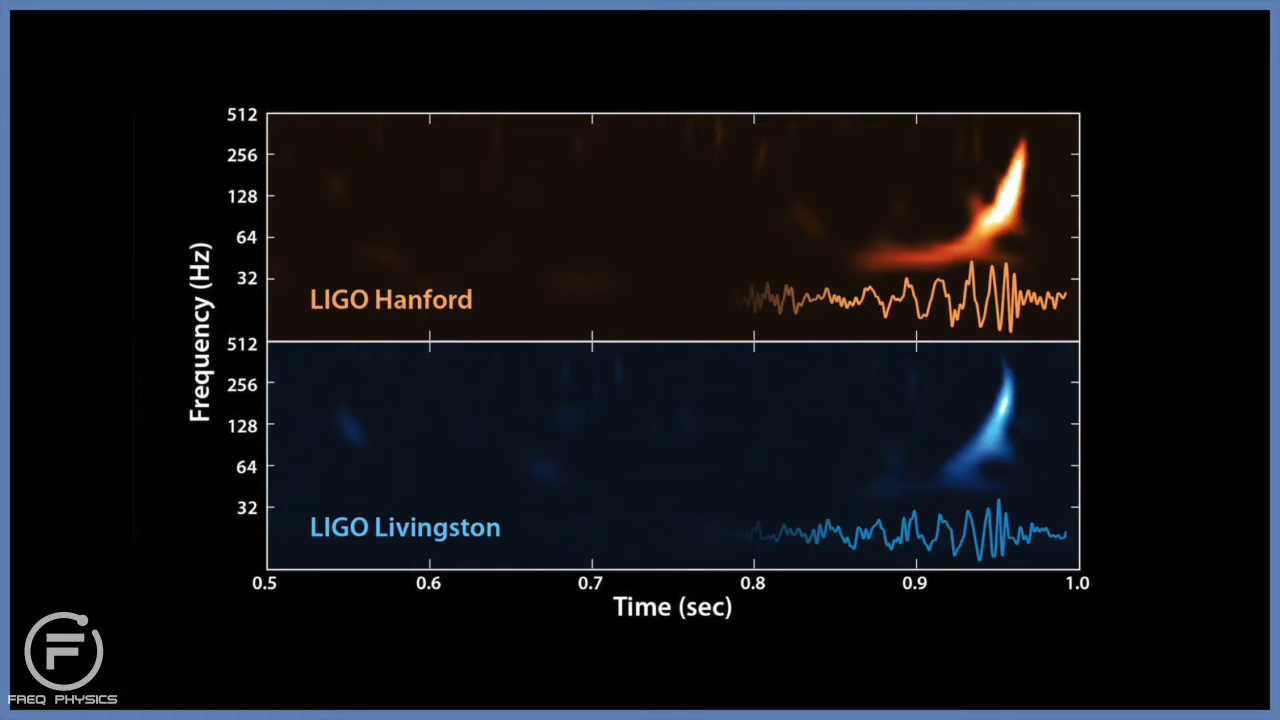 512
256
128
64
32
LIGO Hanford
Frequency (Hz)
512
256
128
64
32
LIGO Livingston
0.5 0.6 0.7 0.8 0.9 1.0
Time (sec)
F
FREQ PHYSICS